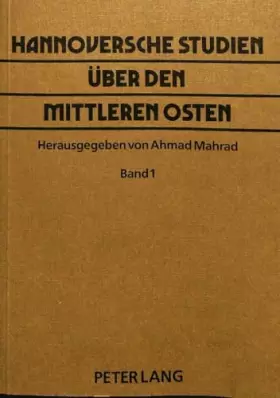 HANNOVERSCHE STUDIEN
ÜBER DEN
MITTLEREN OSTEN
Herausgegeben von Ahmad Mahrad
Band 1
PETER LANG